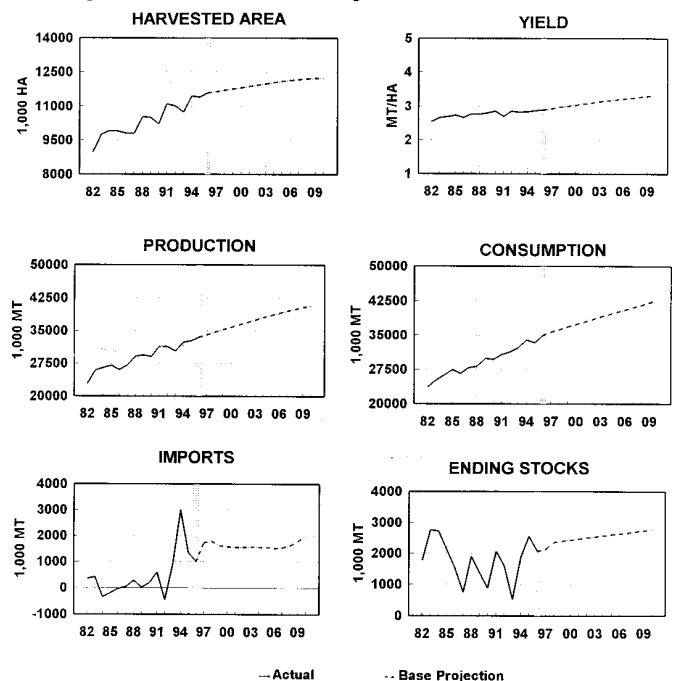 HARVESTED AREA
14000
12500
11000
9500
8000
1,000 HA
82 85 88 91 94 97 00 03 06 09
YIELD
5
4
3
2
1
MT/HA
82 85 88 91 94 97 00 03 06 09
PRODUCTION
50000
42500
35000
27500
20000
1,000 MT
82 85 88 91 94 97 00 03 06 09
CONSUMPTION
50000
42500
35000
27500
20000
1,000 MT
82 85 88 91 94 97 00 03 06 09
IMPORTS
4000
3000
2000
1000
0
-1000
1,000 MT
82 85 88 91 94 97 00 03 06 09
ENDING STOCKS
4000
3000
2000
1000
0
1,000 MT
82 85 88 91 94 97 00 03 06 09
Actual
Base Projection